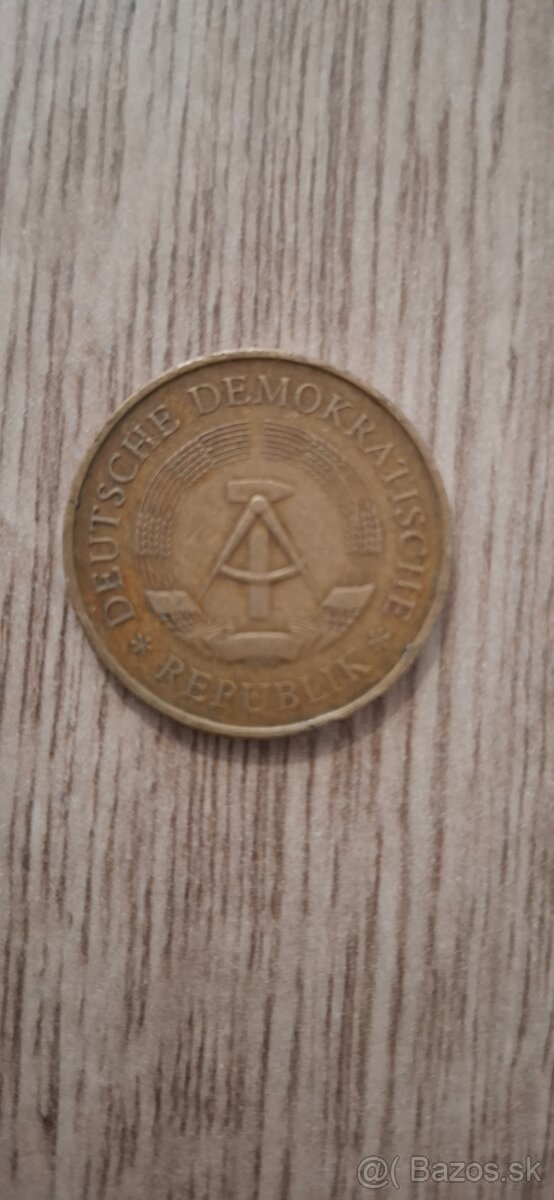 DEUTSCHE DEMOKRATISCHE
* REPUBLIK *
@( Bazos.sk